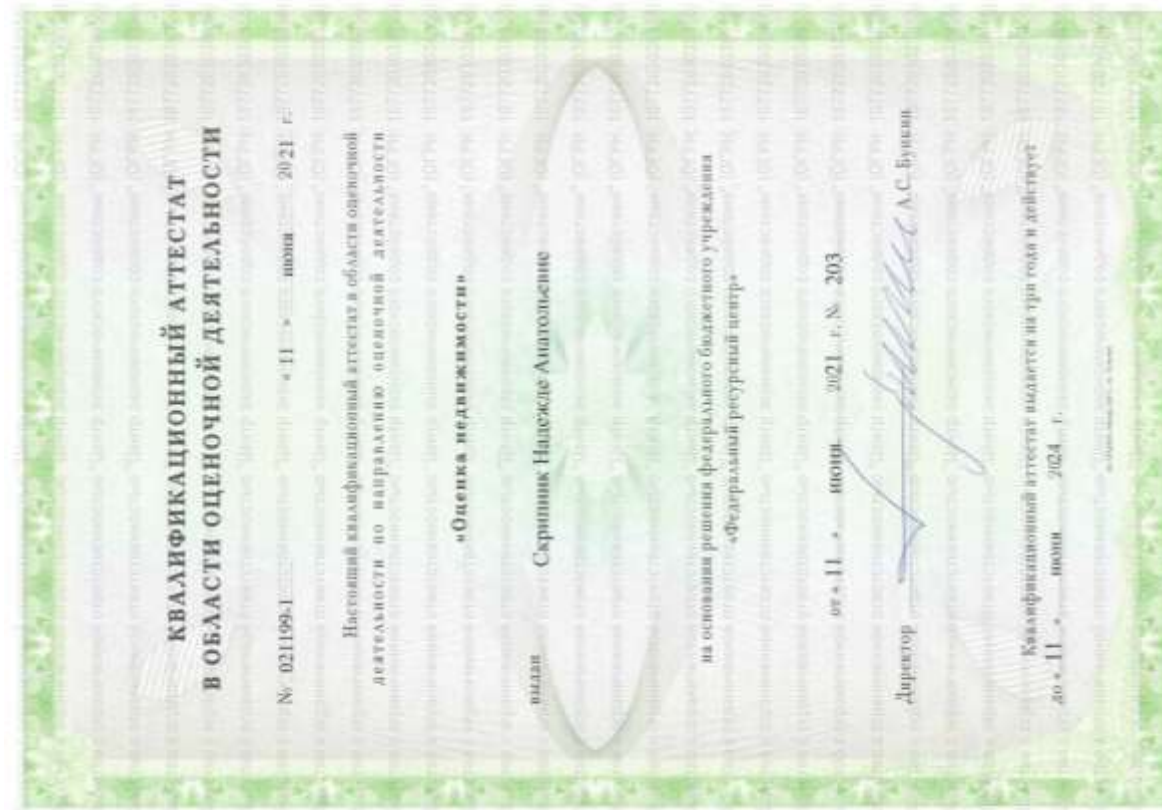 КВАЛИФИКАЦИОННЫЙ АТТЕСТАТ
В ОБЛАСТИ ОЦЕНОЧНОЙ ДЕЯТЕЛЬНОСТИ
№ 021199-1 « 11 » июня 2021 г.
Настоящий квалификационный аттестат в области оценочной
деятельности по направлению оценочной деятельности
«Оценка недвижимости»
выдан Скрипник Надежде Анатольевне
на основании решения федерального бюджетного учреждения
«Федеральный ресурсный центр»
от « 11 » июня 2021 г. № 203
Директор А.С. Бункин
Квалификационный аттестат выдается на три года и действует
до « 11 » июня 2024 г.